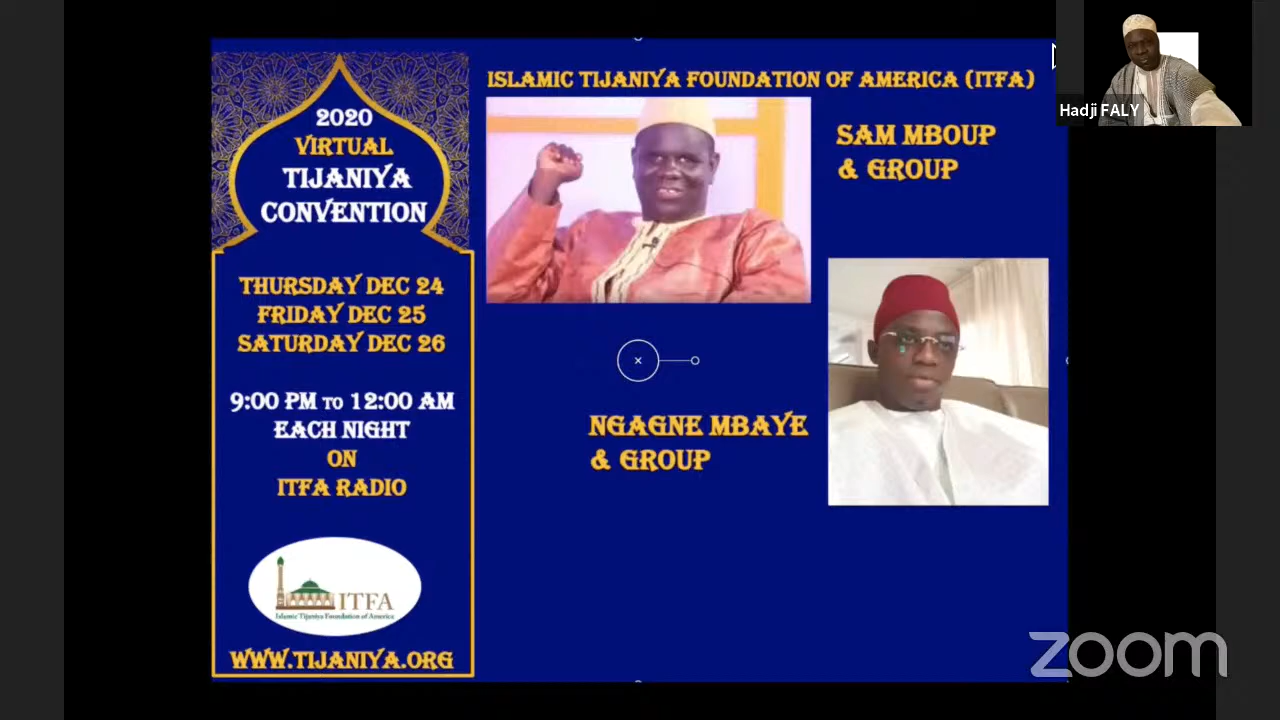 2020
VIRTUAL
TIJANIYA
CONVENTION
THURSDAY DEC 24
FRIDAY DEC 25
SATURDAY DEC 26
9:00 PM TO 12:00 AM
EACH NIGHT
ON
ITFA RADIO
ITFA
Islamic Tijaniya Foundation of America
WWW.TIJANIYA.ORG
ISLAMIC TIJANIYA FOUNDATION OF AMERICA (ITFA)
SAM MBOUP
& GROUP
NGAGNE MBAYE
& GROUP
Hadji FALY
zoom